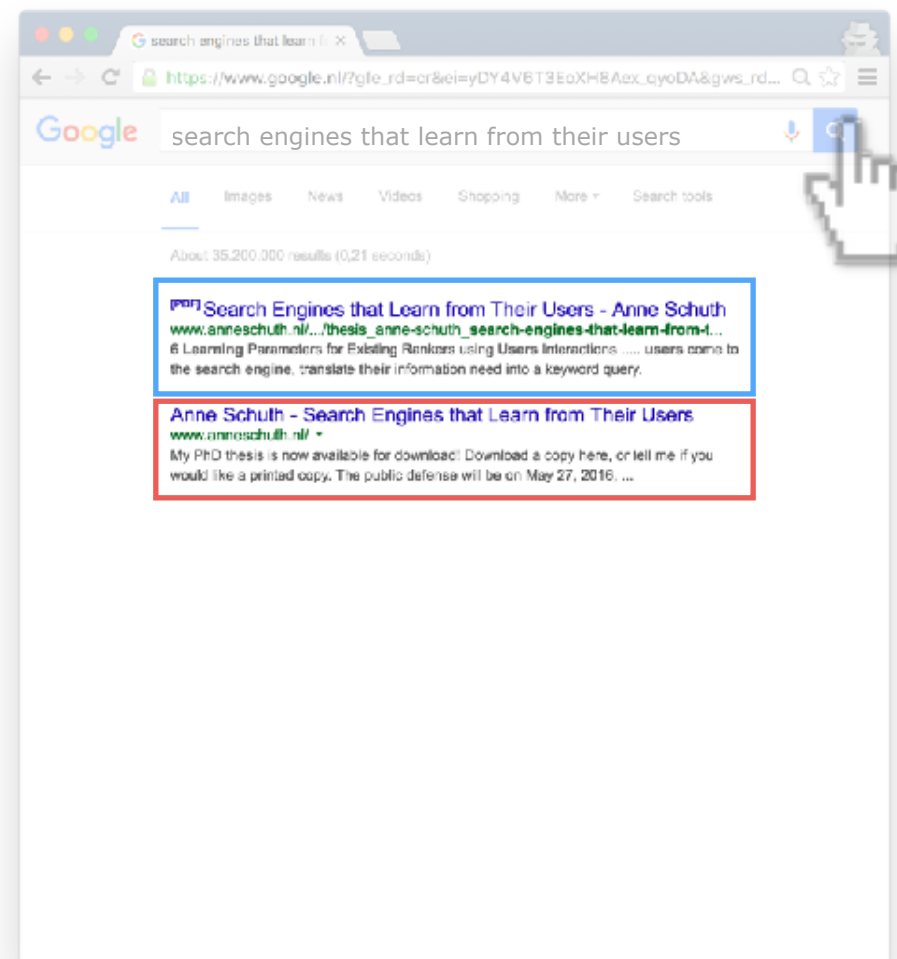 search engines that learn fr
https://www.google.nl/?gfe_rd=cr&ei=yDY4V6T3EoXH8Aex_qyoDA&gws_rd...
Google
search engines that learn from their users
All Images News Videos Shopping More Search tools
About 35.200.000 results (0,21 seconds)
[PDF] Search Engines that Learn from Their Users - Anne Schuth
www.anneschuth.nl/.../thesis_anne-schuth_search-engines-that-learn-from-t...
6 Learning Parameters for Existing Rankers using Users Interactions ..... users come to
the search engine, translate their information need into a keyword query.
Anne Schuth - Search Engines that Learn from Their Users
www.anneschuth.nl/
My PhD thesis is now available for download! Download a copy here, or tell me if you
would like a printed copy. The public defense will be on May 27, 2016, ...